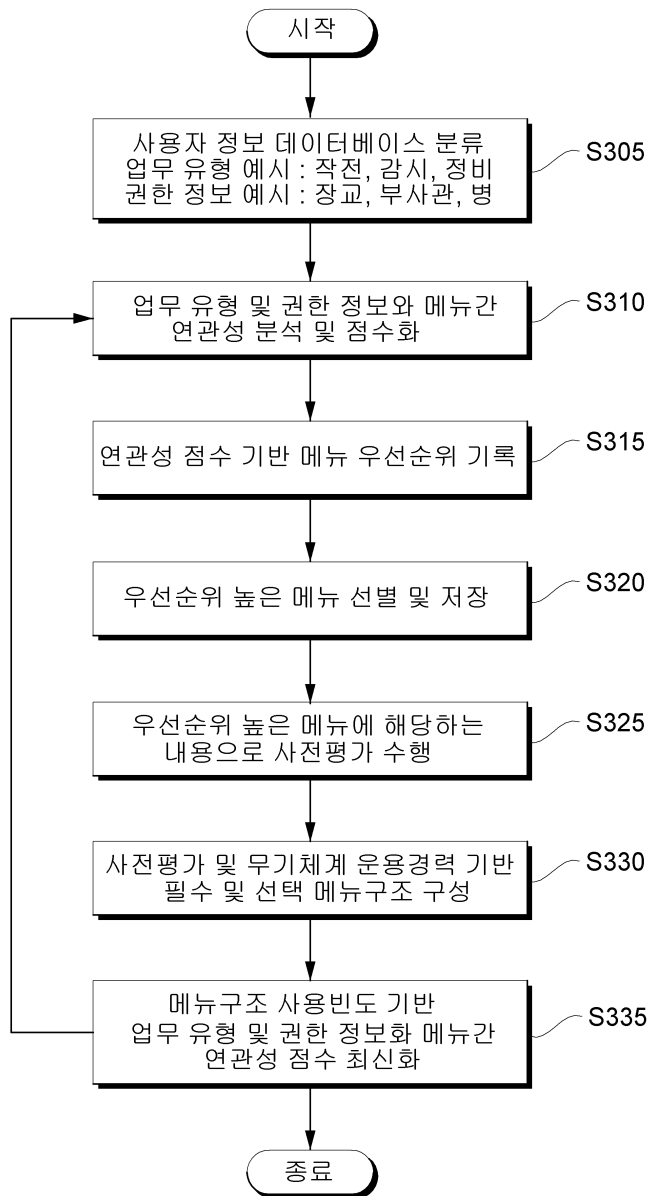 시작
사용자 정보 데이터베이스 분류
업무 유형 예시 : 작전, 감시, 정비
권한 정보 예시 : 장교, 부사관, 병
S305
업무 유형 및 권한 정보와 메뉴간
연관성 분석 및 점수화
S310
연관성 점수 기반 메뉴 우선순위 기록
S315
우선순위 높은 메뉴 선별 및 저장
S320
우선순위 높은 메뉴에 해당하는
내용으로 사전평가 수행
S325
사전평가 및 무기체계 운용경력 기반
필수 및 선택 메뉴구조 구성
S330
메뉴구조 사용빈도 기반
업무 유형 및 권한 정보화 메뉴간
연관성 점수 최신화
S335
종료